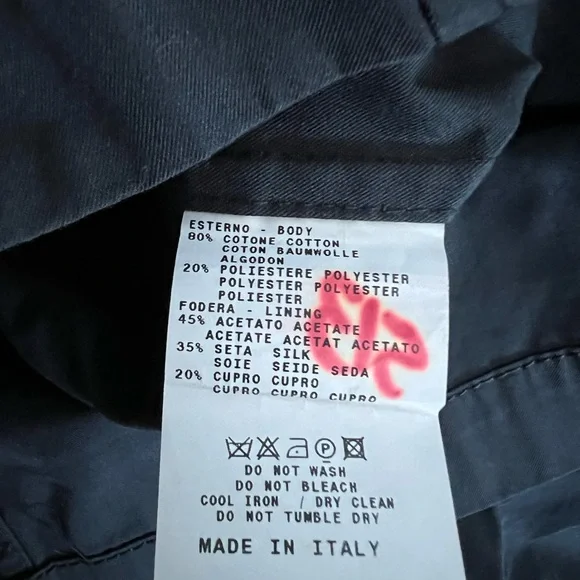 ESTERNO - BODY
80% COTONE COTTON
COTON BAUMWOLLE
ALGODON
20% POLIESTERE POLYESTER
POLYESTER POLYESTER
POLIESTER
FODERA - LINING
45% ACETATO ACETATE
ACETATE ACETAT ACETATO
35% SETA SILK
SOIE SEIDE SEDA
20% CUPRO CUPRO
CUPRO CUPRO CUPRO
P
DO NOT WASH
DO NOT BLEACH
COOL IRON / DRY CLEAN
DO NOT TUMBLE DRY
MADE IN ITALY